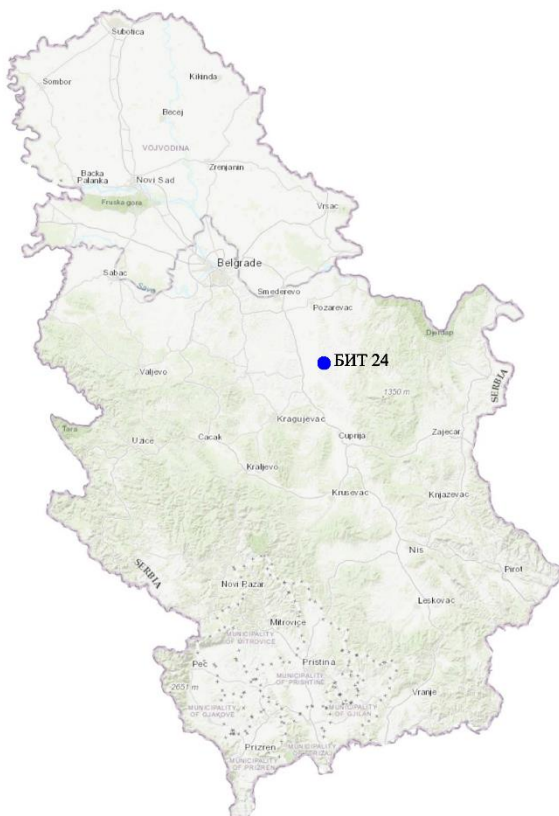 Subotica
Sombor
Kikinda
Becej
VOJVODINA
Zrenjanin
Backa
Palanka
Novi Sad
Fruska gora
Vrsac
Belgrade
Sabac
Sava
Smederevo
Pozarevac
Djerdap
БИТ 24
Valjevo
1350 m
SERBIA
Kragujevac
Tara
Uzice
Cacak
Cuprija
Zajecar
Kraljevo
Krusevac
Knjazevac
Nis
SERBIA
Pirot
Novi Pazar
Leskovac
Mitrovice
MUNICIPALITY
OF MITROVICE
Peč
Pristina
MUNICIPALITY
OF PRISHTINE
-2651 m
Vranje
MUNICIPALITY
OF GJAKOVE
MUNICIPALITY
OF GJILAN
Prizren
MUNICIPALITY
MUNICIPALITY
OF PRIZREN